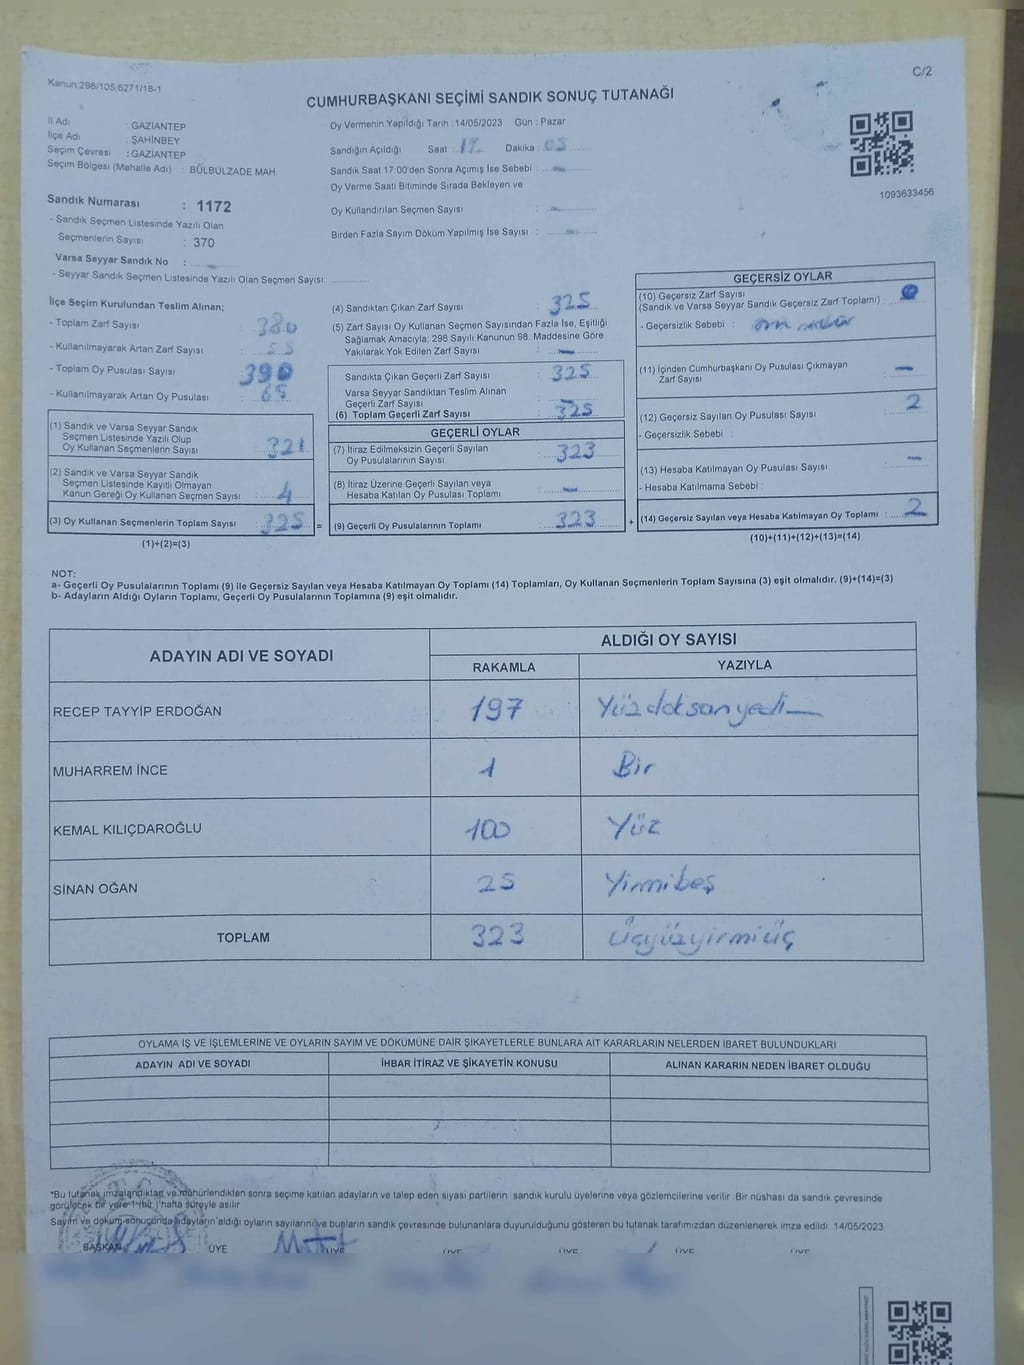 Kanun:298/105;6271/18-1
C/2
CUMHURBAŞKANI SEÇİMİ SANDIK SONUÇ TUTANAĞI
İl Adı : GAZİANTEP
İlçe Adı : ŞAHİNBEY
Seçim Çevresi : GAZİANTEP
Seçim Bölgesi (Mahalle Adı) : BÜLBÜLZADE MAH.
Sandık Numarası : 1172
- Sandık Seçmen Listesinde Yazılı Olan
Seçmenlerin Sayısı : 370
Varsa Seyyar Sandık No :
- Seyyar Sandık Seçmen Listesinde Yazılı Olan Seçmen Sayısı:
Oy Vermenin Yapıldığı Tarih :14/05/2023 Gün : Pazar
Sandığın Açıldığı Saat : 17 Dakika : 05
Sandık Saat 17:00'den Sonra Açımış İse Sebebi : -
Oy Verme Saati Bitiminde Sırada Bekleyen ve
Oy Kullandırılan Seçmen Sayısı : -
Birden Fazla Sayım Döküm Yapılmış İse Sayısı : -
1093633456
İlçe Seçim Kurulundan Teslim Alınan;
- Toplam Zarf Sayısı : 380
- Kullanılmayarak Artan Zarf Sayısı : 55
- Toplam Oy Pusulası Sayısı : 390
- Kullanılmayarak Artan Oy Pusulası : 65
(1) Sandık ve Varsa Seyyar Sandık
Seçmen Listesinde Yazılı Olup
Oy Kullanan Seçmenlerin Sayısı : 321
(2) Sandık ve Varsa Seyyar Sandık
Seçmen Listesinde Kayıtlı Olmayan
Kanun Gereği Oy Kullanan Seçmen Sayısı : 4
(3) Oy Kullanan Seçmenlerin Toplam Sayısı : 325 =
(1)+(2)=(3)
(4) Sandıktan Çıkan Zarf Sayısı : 325
(5) Zarf Sayısı Oy Kullanan Seçmen Sayısından Fazla İse, Eşitliği
Sağlamak Amacıyla: 298 Sayılı Kanunun 98. Maddesine Göre
Yakılarak Yok Edilen Zarf Sayısı : -
Sandıkta Çıkan Geçerli Zarf Sayısı : 325
Varsa Seyyar Sandıktan Teslim Alınan
Geçerli Zarf Sayısı : -
(6) Toplam Geçerli Zarf Sayısı : 325
GEÇERLİ OYLAR
(7) İtiraz Edilmeksizin Geçerli Sayılan
Oy Pusulalarının Sayısı : 323
(8) İtiraz Üzerine Geçerli Sayılan veya
Hesaba Katılan Oy Pusulası Toplamı : -
(9) Geçerli Oy Pusulalarının Toplamı : 323 +
GEÇERSİZ OYLAR
(10) Geçersiz Zarf Sayısı
(Sandık ve Varsa Seyyar Sandık Geçersiz Zarf Toplamı) :
- Geçersizlik Sebebi :
(11) İçinden Cumhurbaşkanı Oy Pusulası Çıkmayan
Zarf Sayısı : -
(12) Geçersiz Sayılan Oy Pusulası Sayısı : 2
- Geçersizlik Sebebi :
(13) Hesaba Katılmayan Oy Pusulası Sayısı : -
- Hesaba Katılmama Sebebi :
(14) Geçersiz Sayılan veya Hesaba Katılmayan Oy Toplamı : 2
(10)+(11)+(12)+(13)=(14)
NOT:
a- Geçerli Oy Pusulalarının Toplamı (9) ile Geçersiz Sayılan veya Hesaba Katılmayan Oy Toplamı (14) Toplamları, Oy Kullanan Seçmenlerin Toplam Sayısına (3) eşit olmalıdır. (9)+(14)=(3)
b- Adayların Aldığı Oyların Toplamı, Geçerli Oy Pusulalarının Toplamına (9) eşit olmalıdır.
ADAYIN ADI VE SOYADI ALDIĞI OY SAYISI
RAKAMLA YAZIYLA
RECEP TAYYİP ERDOĞAN 197 Yüzdoksanyedi
MUHARREM İNCE 1 Bir
KEMAL KILIÇDAROĞLU 100 Yüz
SİNAN OĞAN 25 Yirmibeş
TOPLAM 323 Üçyüzyirmiüç
OYLAMA İŞ VE İŞLEMLERİNE VE OYLARIN SAYIM VE DÖKÜMÜNE DAİR ŞİKAYETLERLE BUNLARA AİT KARARLARIN NELERDEN İBARET BULUNDUKLARI
ADAYIN ADI VE SOYADI İHBAR İTİRAZ VE ŞİKAYETİN KONUSU ALINAN KARARIN NEDEN İBARET OLDUĞU
*Bu tutanak imzalandıktan ve mühürlendikten sonra seçime katılan adayların ve talep eden siyasi partilerin sandık kurulu üyelerine veya gözlemcilerine verilir. Bir nüshası da sandık çevresinde
görülecek bir yere 1 (bir ) hafta süreyle asılır
Sayım ve döküm sonucunda adayların aldığı oyların sayılarını ve bunların sandık çevresinde bulunanlara duyurulduğunu gösteren bu tutanak tarafımızdan düzenlenerek imza edildi. 14/05/2023
BAŞKAN ÜYE ÜYE ÜYE ÜYE ÜYE ÜYE